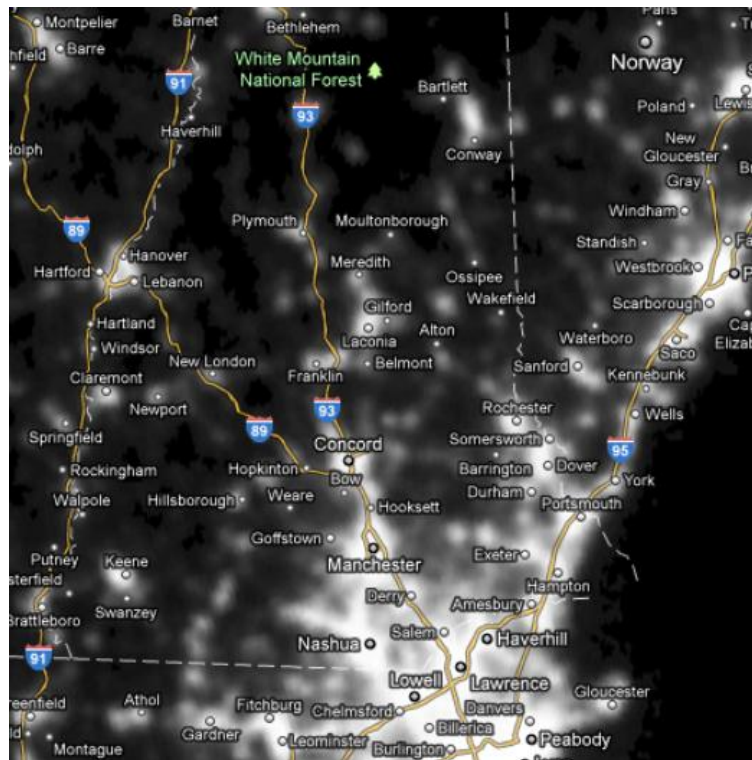 Montpelier
Barnet
Bethlehem
Paris
Barre
Norway
White Mountain
National Forest
91
Bartlett
Poland
Lewis
93
Haverhill
New
Gloucester
Conway
Gray
Windham
Plymouth
Moultonborough
89
Standish
Hanover
Hartford
Meredith
Ossipee
Westbrook
Lebanon
Gilford
Wakefield
Scarborough
Hartland
Laconia
Alton
Waterboro
Cap
Elizab
Windsor
Saco
New London
Franklin
Belmont
Sanford
Claremont
Kennebunk
Newport
93
Rochester
Wells
Springfield
89
Concord
Somersworth
95
Rockingham
Hopkinton
Barrington
Dover
Bow
York
Walpole
Hillsborough
Weare
Durham
Hooksett
Portsmouth
Goffstown
Putney
Keene
Manchester
Exeter
Hampton
Derry
Amesbury
Swanzey
Brattleboro
Nashua
Salem
Haverhill
91
Lowell
Lawrence
Gloucester
Athol
Fitchburg
Chelmsford
Danvers
Gardner
Billerica
Leominster
Montague
Burlington
Peabody